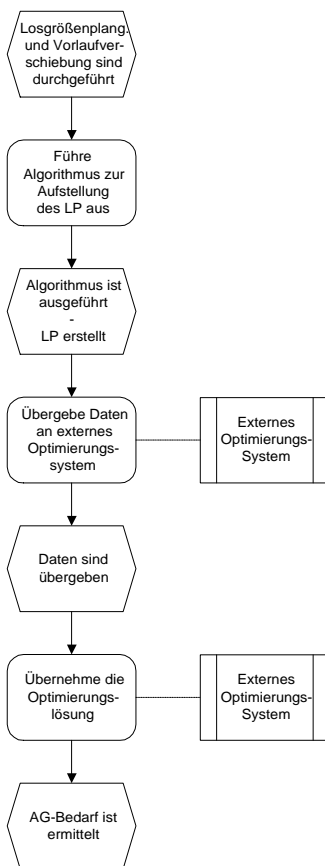 Losgrößenplang.
und Vorlaufver-
schiebung sind
durchgeführt
Führe
Algorithmus zur
Aufstellung
des LP aus
Algorithmus ist
ausgeführt
-
LP erstellt
Übergebe Daten
an externes
Optimierungs-
system
Externes
Optimierungs-
System
Daten sind
übergeben
Übernehme die
Optimierungs-
lösung
Externes
Optimierungs-
System
AG-Bedarf ist
ermittelt